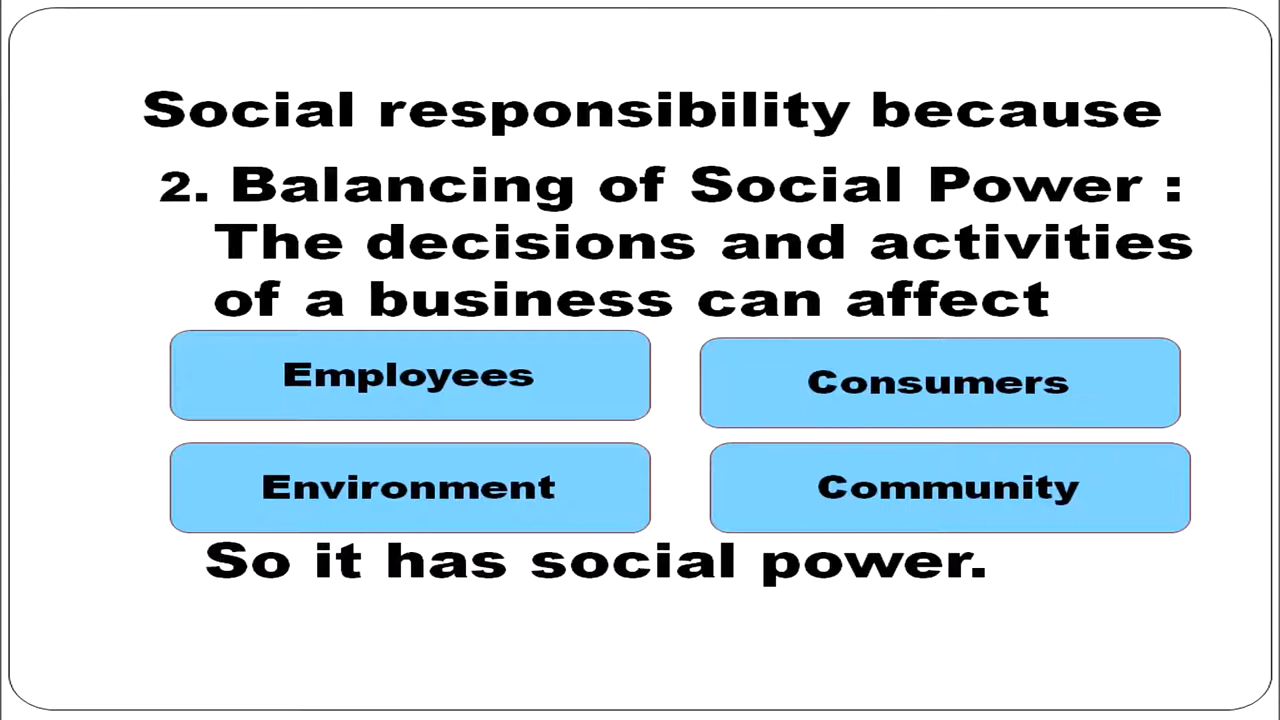 Social responsibility because
2. Balancing of Social Power :
The decisions and activities
of a business can affect
Employees
Consumers
Environment
Community
So it has social power.